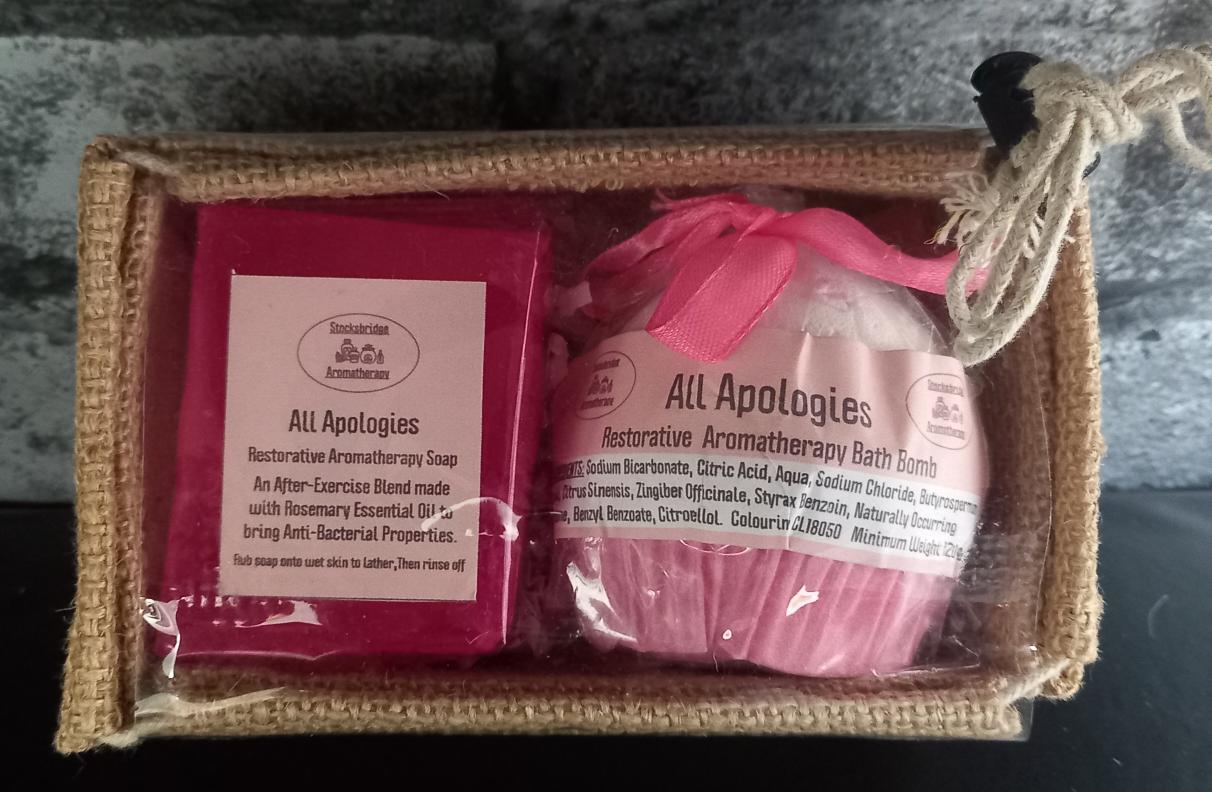 Stocksbridge
Aromatherapy
All Apologies
Restorative Aromatherapy Soap
An After-Exercise Blend made
with Rosemary Essential Oil to
bring Anti-Bacterial Properties.
Rub soap onto wet skin to lather,Then rinse off
All Apologies
Restorative Aromatherapy Bath Bomb
Sodium Bicarbonate, Citric Acid, Aqua, Sodium Chloride,
Citrus Sinensis, Zingiber Officinale, Styrax Benzoin, Naturally Occurring
Benzyl Benzoate, Citroellol. Colourin CL18050 Minimum Weight
Stocksbridge
Aromatherapy